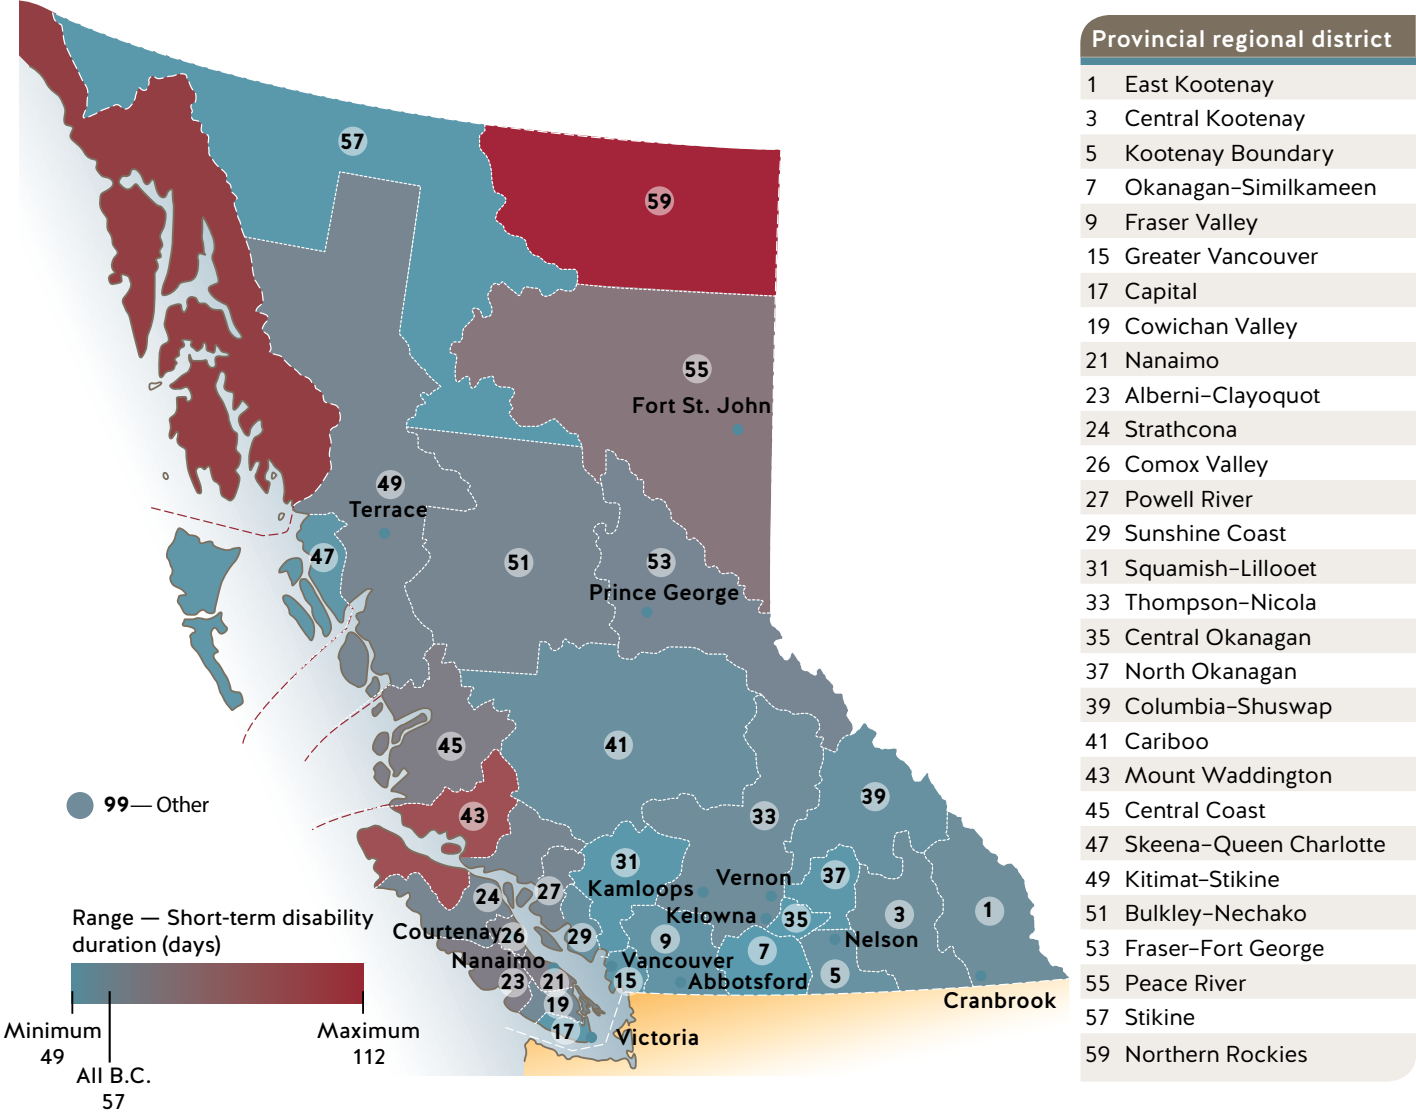 Provincial regional district
1 East Kootenay
3 Central Kootenay
5 Kootenay Boundary
7 Okanagan–Similkameen
9 Fraser Valley
15 Greater Vancouver
17 Capital
19 Cowichan Valley
21 Nanaimo
23 Alberni–Clayoquot
24 Strathcona
26 Comox Valley
27 Powell River
29 Sunshine Coast
31 Squamish–Lillooet
33 Thompson–Nicola
35 Central Okanagan
37 North Okanagan
39 Columbia–Shuswap
41 Cariboo
43 Mount Waddington
45 Central Coast
47 Skeena–Queen Charlotte
49 Kitimat–Stikine
51 Bulkley–Nechako
53 Fraser–Fort George
55 Peace River
57 Stikine
59 Northern Rockies
57
59
55
Fort St. John
49
Terrace
47
51
53
Prince George
45
41
43
39
33
99— Other
31
Kamloops
Vernon
37
24
27
Kelowna
35
3
1
Courtenay
26
29
9
7
Nelson
Nanaimo
Vancouver
23
21
15
Abbotsford
5
19
Cranbrook
17
Victoria
Range — Short-term disability
duration (days)
Minimum
49
Maximum
112
All B.C.
57